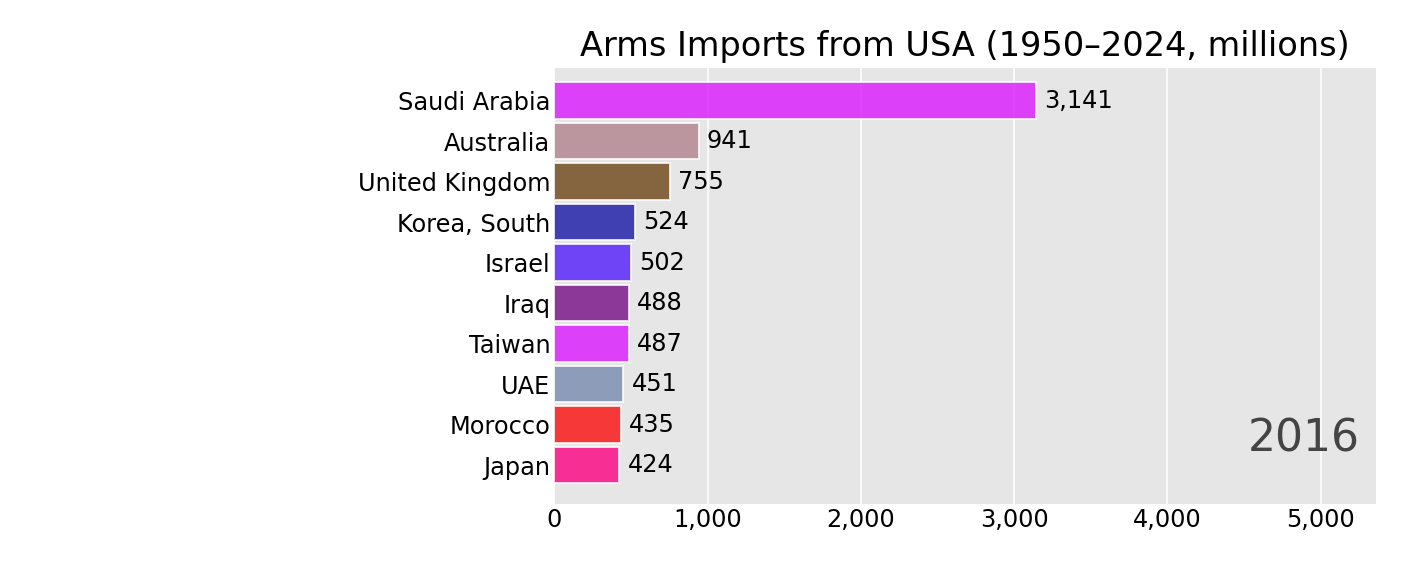 Arms Imports from USA (1950–2024, millions)
Saudi Arabia 3,141
Australia 941
United Kingdom 755
Korea, South 524
Israel 502
Iraq 488
Taiwan 487
UAE 451
Morocco 435
2016
Japan 424
0 1,000 2,000 3,000 4,000 5,000